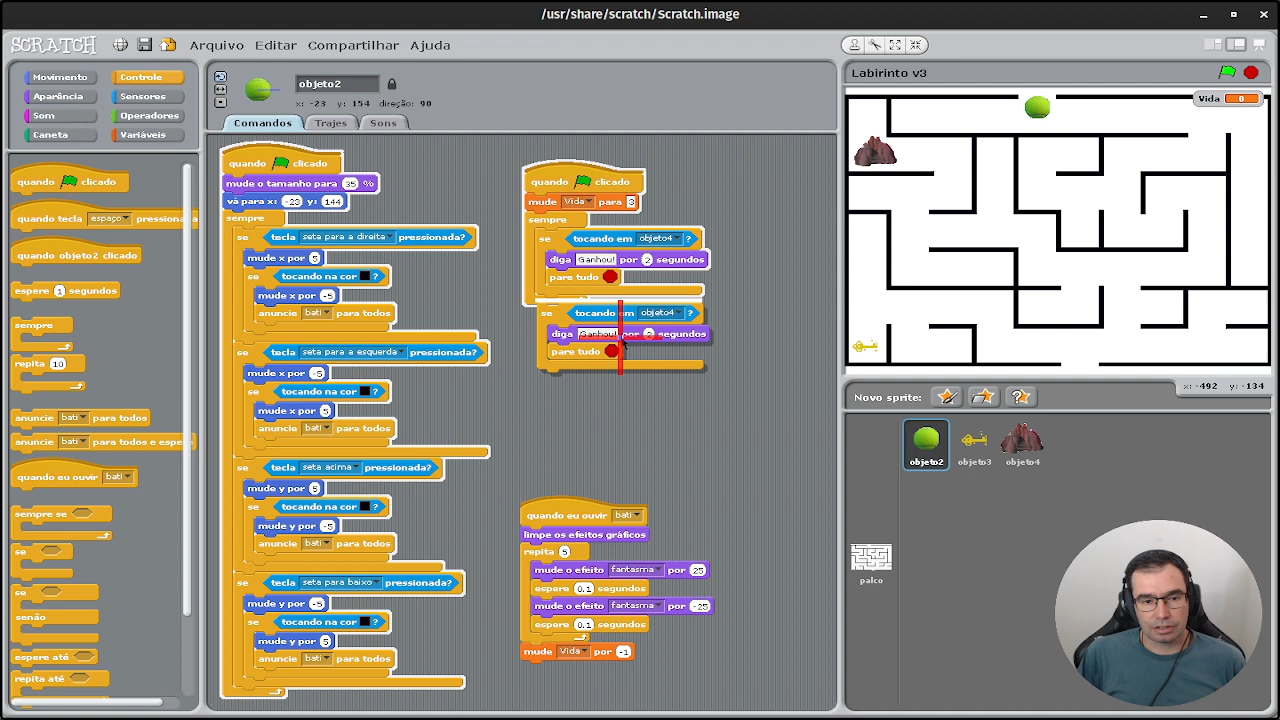 /usr/share/scratch/Scratch.image
SCRATCH
Arquivo Editar Compartilhar Ajuda
Movimento Controle
Aparência Sensores
Som Operadores
Caneta Variáveis
quando clicado
quando tecla espaço pressiona
quando objeto2 clicado
espere 1 segundos
sempre
repita 10
anuncie bati para todos
anuncie bati para todos e espe
quando eu ouvir bati
sempre se
se
se
senão
espere até
repita até
objeto2
x: -23 y: 154 direção: 90
Comandos Trajes Sons
quando clicado
mude o tamanho para 35 %
vá para x: -23 y: 144
sempre
se tecla seta para a direita pressionada?
mude x por 5
se tocando na cor ?
mude x por -5
anuncie bati para todos
se tecla seta para a esquerda pressionada?
mude x por -5
se tocando na cor ?
mude x por 5
anuncie bati para todos
se tecla seta acima pressionada?
mude y por 5
se tocando na cor ?
mude y por -5
anuncie bati para todos
se tecla seta para baixo pressionada?
mude y por -5
se tocando na cor ?
mude y por 5
anuncie bati para todos
quando clicado
mude Vida para 3
sempre
se tocando em objeto4 ?
diga Ganhou! por 2 segundos
pare tudo
se tocando em objeto4 ?
diga Ganhou! por 2 segundos
pare tudo
quando eu ouvir bati
limpe os efeitos gráficos
repita 5
mude o efeito fantasma por 25
espere 0.1 segundos
mude o efeito fantasma por -25
espere 0.1 segundos
mude Vida por -1
Labirinto v3
Vida 0
x: -492 y: -134
Novo sprite:
objeto2 objeto3 objeto4
palco